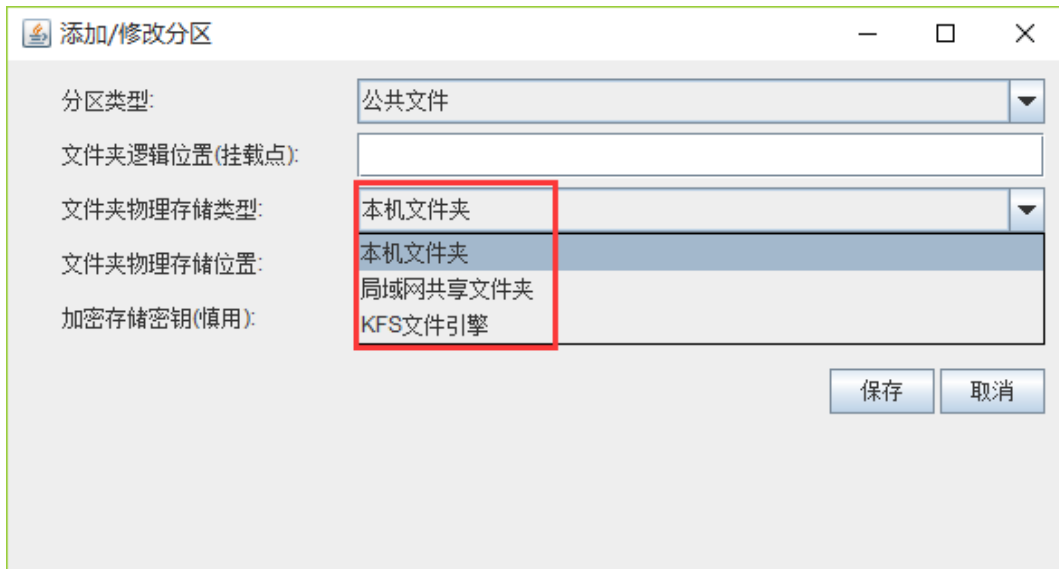 添加/修改分区
分区类型:
公共文件
文件夹逻辑位置(挂载点):
文件夹物理存储类型:
本机文件夹
本机文件夹
文件夹物理存储位置:
局域网共享文件夹
加密存储密钥(慎用):
KFS文件引擎
保存
取消